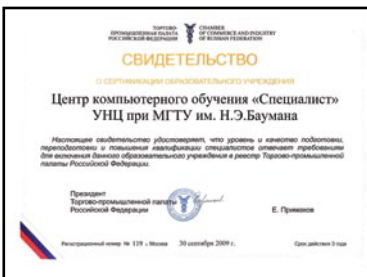 ТОРГОВО-
ПРОМЫШЛЕННАЯ ПАЛАТА
РОССИЙСКОЙ ФЕДЕРАЦИИ
CHAMBER
OF COMMERCE AND INDUSTRY
OF RUSSIAN FEDERATION
СВИДЕТЕЛЬСТВО
О СЕРТИФИКАЦИИ ОБРАЗОВАТЕЛЬНОГО УЧРЕЖДЕНИЯ
Центр компьютерного обучения «Специалист»
УНЦ при МГТУ им. Н.Э.Баумана
Настоящее свидетельство удостоверяет, что уровень и качество подготовки,
переподготовки и повышения квалификации специалистов отвечает требованиям
для включения данного образовательного учреждения в реестр Торгово-промышленной
палаты Российской Федерации.
Президент
Торгово-промышленной палаты
Российской Федерации
Е. Примаков
Регистрационный номер № 119 г. Москва 30 сентября 2009 г. Срок действия 3 года